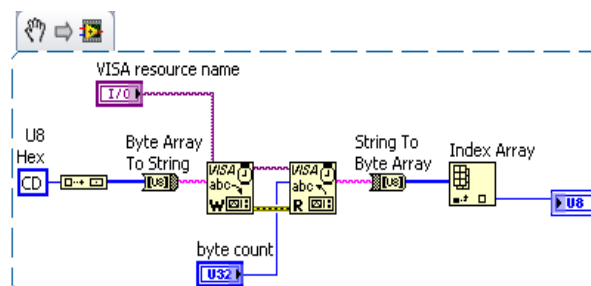 VISA resource name
I/O
U8
Hex
CD
Byte Array
To String
[U8]
VISA
abc
W
VISA
abc
R
String To
Byte Array
[U8]
Index Array
U8
byte count
U32